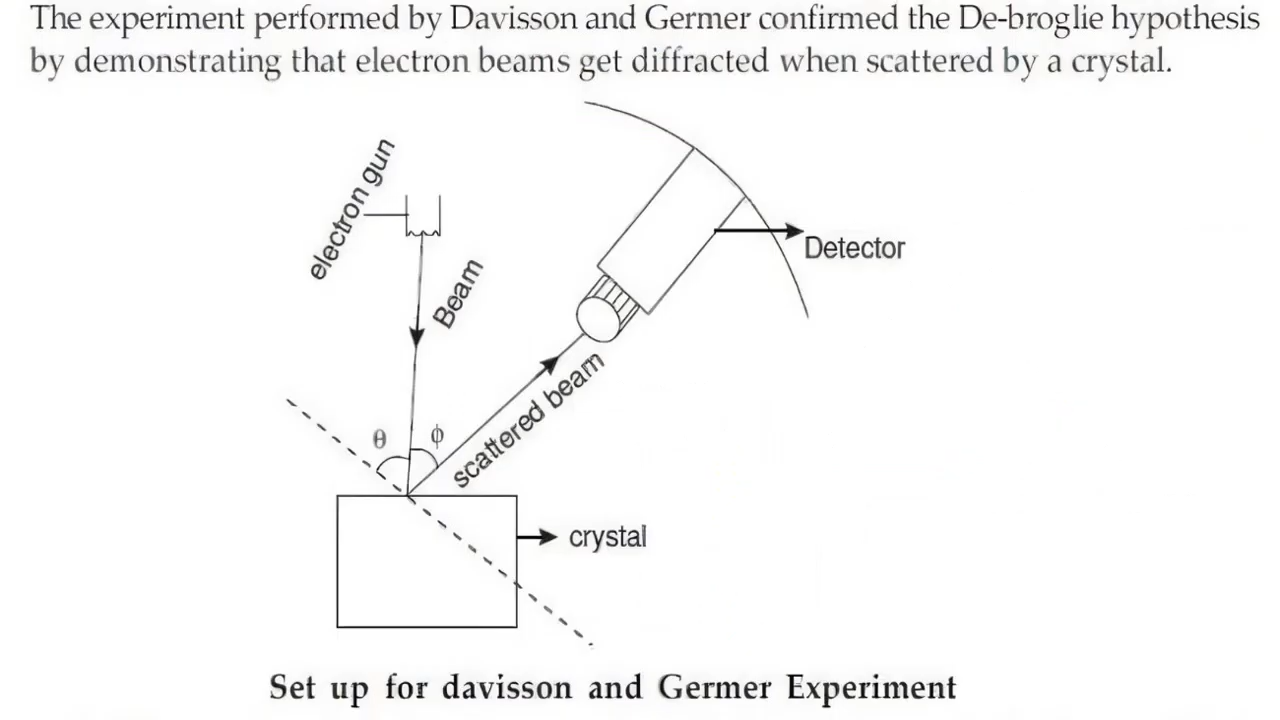 The experiment performed by Davisson and Germer confirmed the De-broglie hypothesis
by demonstrating that electron beams get diffracted when scattered by a crystal.
electron gun
Beam
Detector
θ
ϕ
scattered beam
crystal
Set up for davisson and Germer Experiment